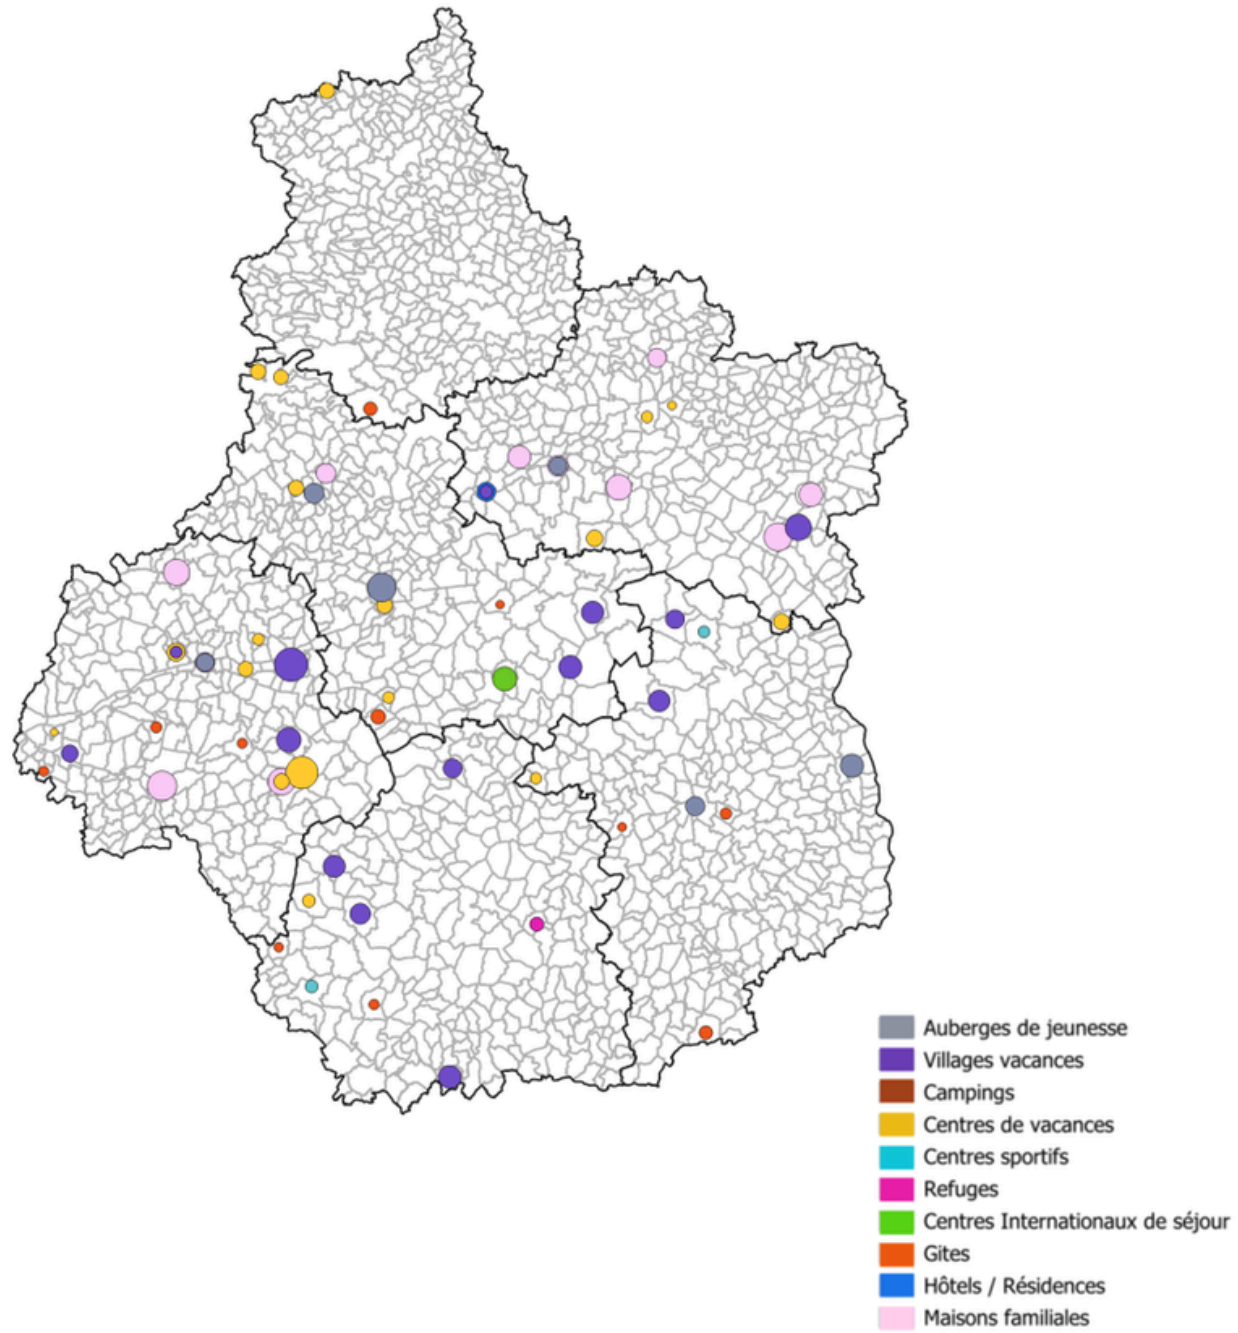 Auberges de jeunesse
Villages vacances
Campings
Centres de vacances
Centres sportifs
Refuges
Centres Internationaux de séjour
Gites
Hôtels / Résidences
Maisons familiales